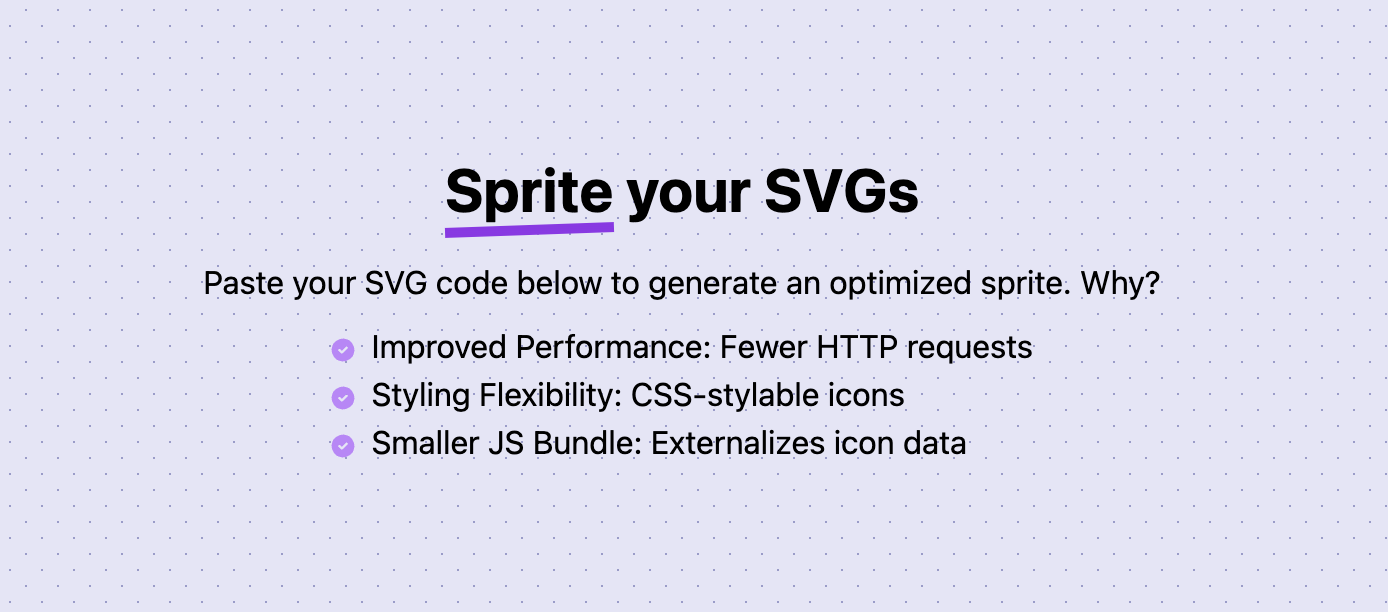 Sprite your SVGs
Paste your SVG code below to generate an optimized sprite. Why?
Improved Performance: Fewer HTTP requests
Styling Flexibility: CSS-stylable icons
Smaller JS Bundle: Externalizes icon data